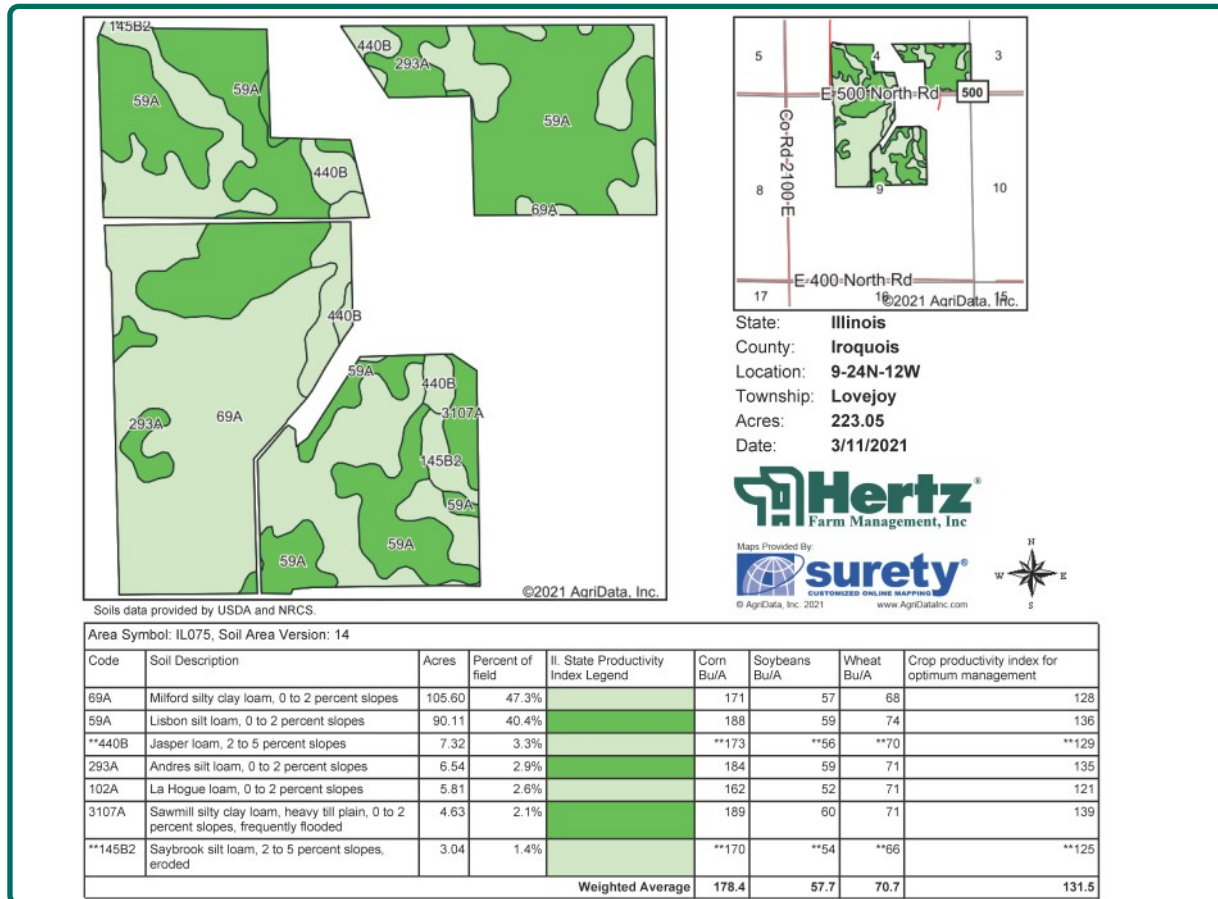 145B2
440B
293A
59A
59A
59A
440B
69A
440B
59A
440B
3107A
69A
293A
145B2
59A
59A
59A
©2021 AgriData, Inc.
Soils data provided by USDA and NRCS.
5
4
3
E 500 North Rd
500
Co Rd 2100 E
8
9
10
E 400 North Rd
17
16
15
©2021 AgriData, Inc.
State: Illinois
County: Iroquois
Location: 9-24N-12W
Township: Lovejoy
Acres: 223.05
Date: 3/11/2021
Hertz®
Farm Management, Inc
Maps Provided By:
surety®
CUSTOMIZED ONLINE MAPPING
© AgriData, Inc. 2021 www.AgriDataInc.com
N
W E
S
Area Symbol: IL075, Soil Area Version: 14
Code Soil Description Acres Percent of field II. State Productivity Index Legend Corn Bu/A Soybeans Bu/A Wheat Bu/A Crop productivity index for optimum management
69A Milford silty clay loam, 0 to 2 percent slopes 105.60 47.3% 171 57 68 128
59A Lisbon silt loam, 0 to 2 percent slopes 90.11 40.4% 188 59 74 136
**440B Jasper loam, 2 to 5 percent slopes 7.32 3.3% **173 **56 **70 **129
293A Andres silt loam, 0 to 2 percent slopes 6.54 2.9% 184 59 71 135
102A La Hogue loam, 0 to 2 percent slopes 5.81 2.6% 162 52 71 121
3107A Sawmill silty clay loam, heavy till plain, 0 to 2 percent slopes, frequently flooded 4.63 2.1% 189 60 71 139
**145B2 Saybrook silt loam, 2 to 5 percent slopes, eroded 3.04 1.4% **170 **54 **66 **125
Weighted Average 178.4 57.7 70.7 131.5